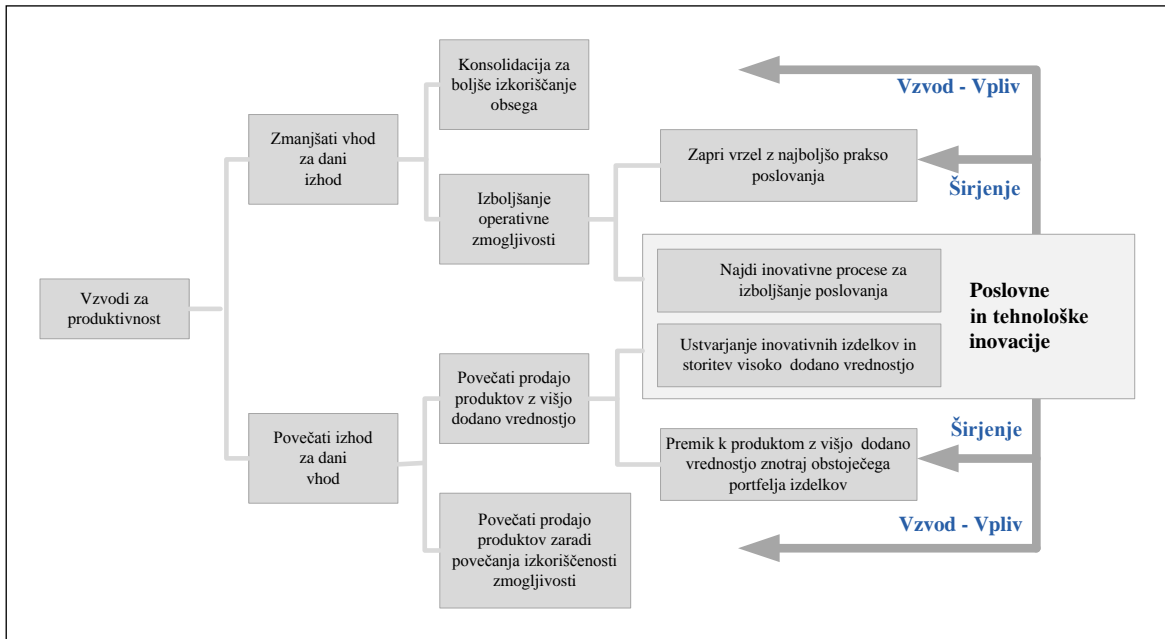 Konsolidacija za
boljše izkoriščanje
obsega
Vzvod - Vpliv
Zmanjšati vhod
za dani
izhod
Zapri vrzel z najboljšo prakso
poslovanja
Širjenje
Izboljšanje
operativne
zmogljivosti
Najdi inovativne procese za
izboljšanje poslovanja
Poslovne
in tehnološke
inovacije
Vzvodi za
produktivnost
Ustvarjanje inovativnih izdelkov in
storitev visoko dodano vrednostjo
Povečati prodajo
produktov z višjo
dodano vrednostjo
Povečati izhod
za dani
vhod
Premik k produktom z višjo dodano
vrednostjo znotraj obstoječega
portfelja izdelkov
Širjenje
Povečati prodajo
produktov zaradi
povečanja izkoriščenosti
zmogljivosti
Vzvod - Vpliv